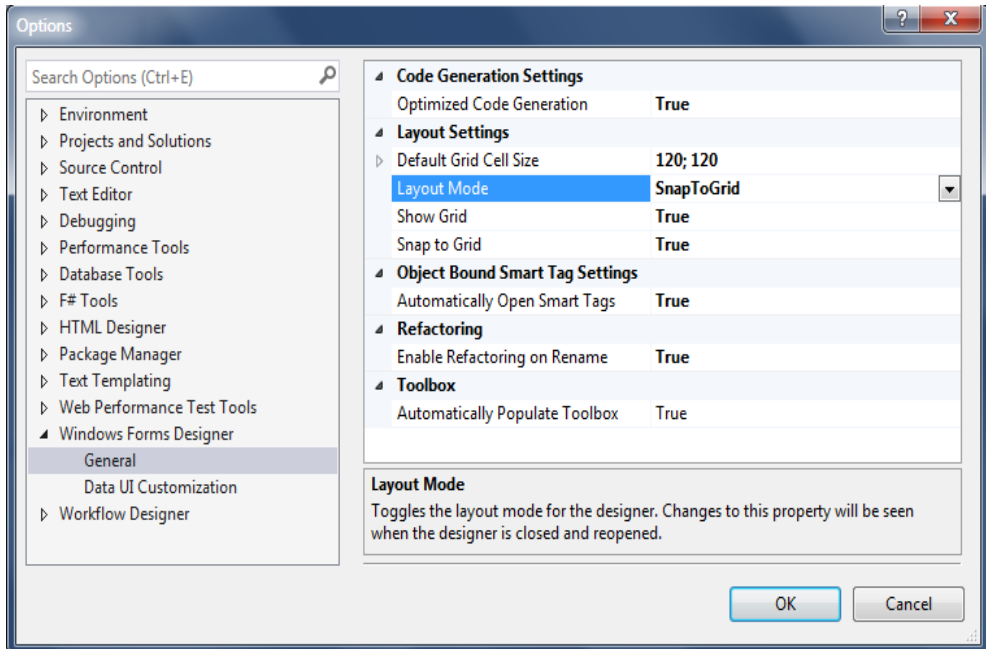 Options
Search Options (Ctrl+E)
Environment
Projects and Solutions
Source Control
Text Editor
Debugging
Performance Tools
Database Tools
F# Tools
HTML Designer
Package Manager
Text Templating
Web Performance Test Tools
Windows Forms Designer
General
Data UI Customization
Workflow Designer
Code Generation Settings
Optimized Code Generation True
Layout Settings
Default Grid Cell Size 120; 120
Layout Mode SnapToGrid
Show Grid True
Snap to Grid True
Object Bound Smart Tag Settings
Automatically Open Smart Tags True
Refactoring
Enable Refactoring on Rename True
Toolbox
Automatically Populate Toolbox True
Layout Mode
Toggles the layout mode for the designer. Changes to this property will be seen
when the designer is closed and reopened.
OK Cancel